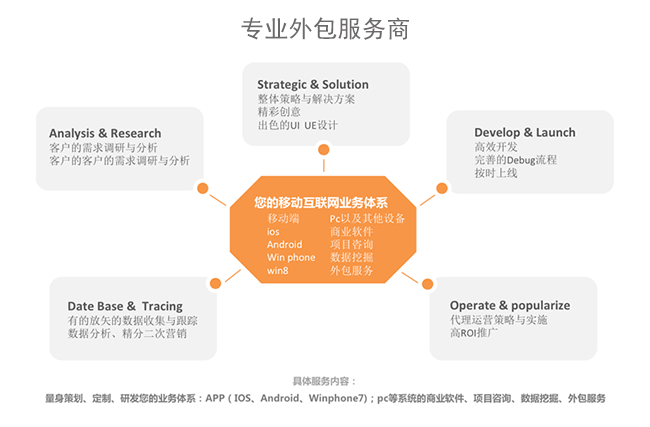 专业外包服务商
Strategic & Solution
整体策略与解决方案
精彩创意
出色的UI UE设计
Analysis & Research
客户的需求调研与分析
客户的客户的需求调研与分析
Develop & Launch
高效开发
完善的Debug流程
按时上线
您的移动互联网业务体系
移动端 Pc以及其他设备
ios 商业软件
Android 项目咨询
Win phone 数据挖掘
win8 外包服务
Date Base & Tracing
有的放矢的数据收集与跟踪
数据分析、精分二次营销
Operate & popularize
代理运营策略与实施
高ROI推广
具体服务内容：
量身策划、定制、研发您的业务体系：APP（IOS、Android、Winphone7)；pc等系统的商业软件、项目咨询、数据挖掘、外包服务